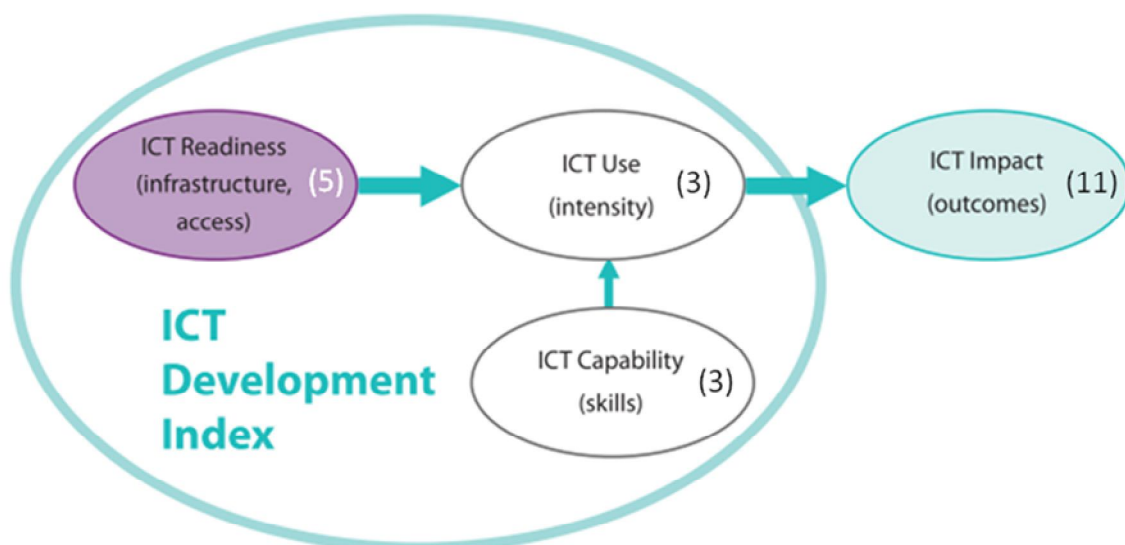 ICT Readiness
(infrastructure,
access)
(5)
ICT Use
(intensity)
(3)
ICT Impact
(outcomes)
(11)
ICT Capability
(skills)
(3)
ICT
Development
Index